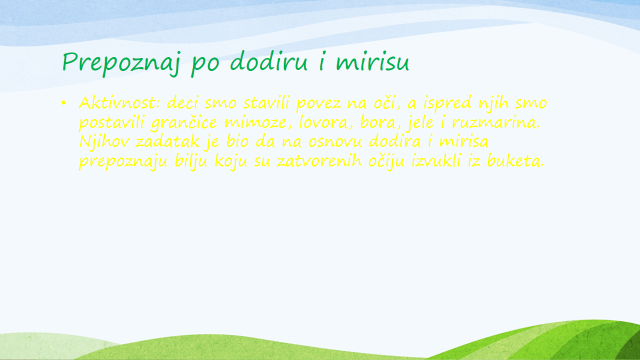 Prepoznaj po dodiru i mirisu
• Aktivnost: deci smo stavili povez na oči, a ispred njih smo
postavili grančice mimoze, lovora, bora, jele i ruzmarina.
Njihov zadatak je bio da na osnovu dodira i mirisa
prepoznaju bilju koju su zatvorenih očiju izvukli iz buketa.